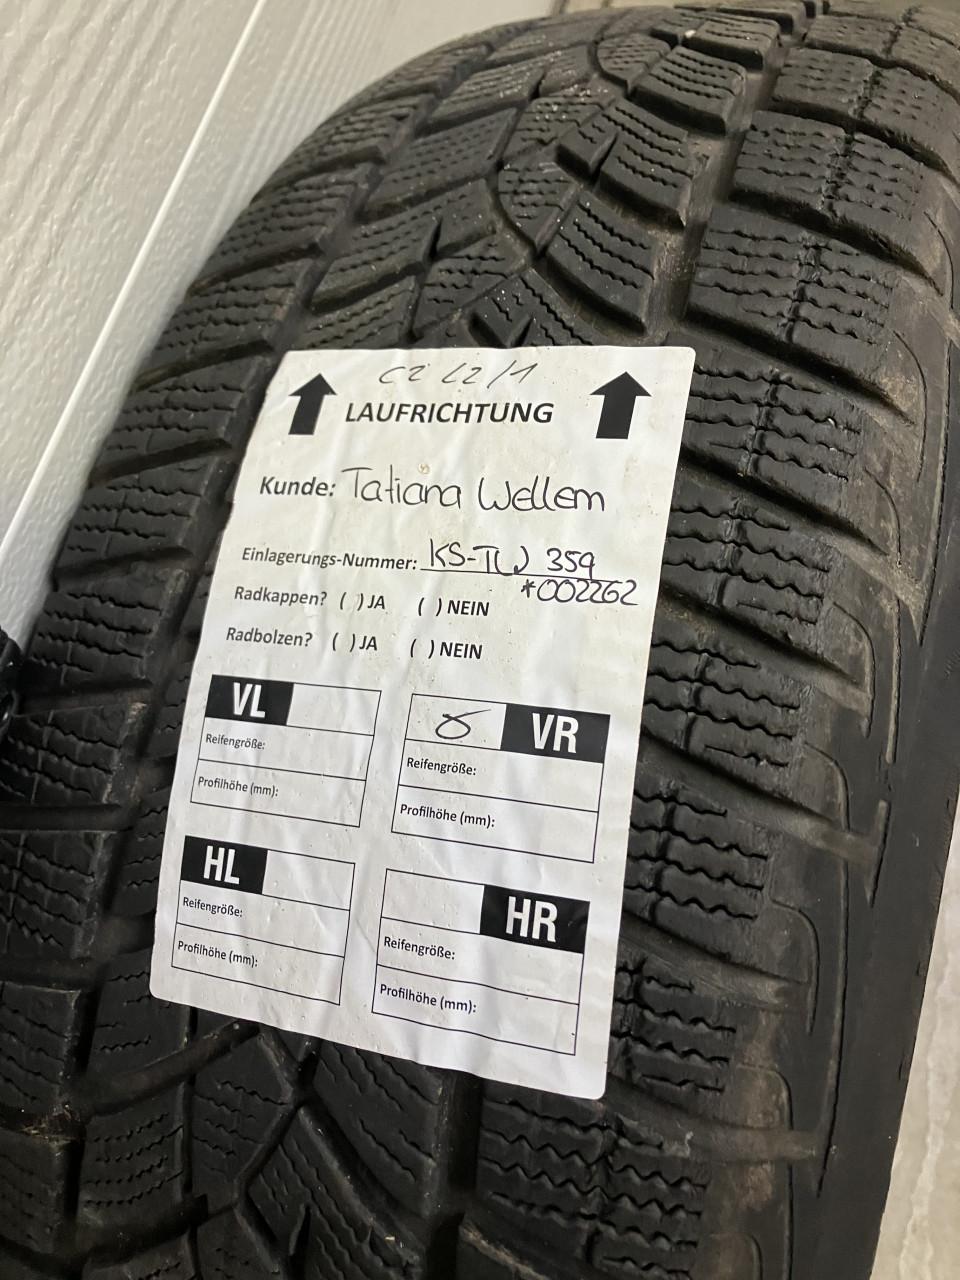 C2 L2/1
LAUFRICHTUNG
Kunde: Tatiana Wellem
Einlagerungs-Nummer: KS-TW 359
*002262
Radkappen? ( ) JA ( ) NEIN
Radbolzen? ( ) JA ( ) NEIN
VL
Reifengröße:
Profilhöhe (mm):
VR
Reifengröße:
Profilhöhe (mm):
HL
Reifengröße:
Profilhöhe (mm):
HR
Reifengröße:
Profilhöhe (mm):